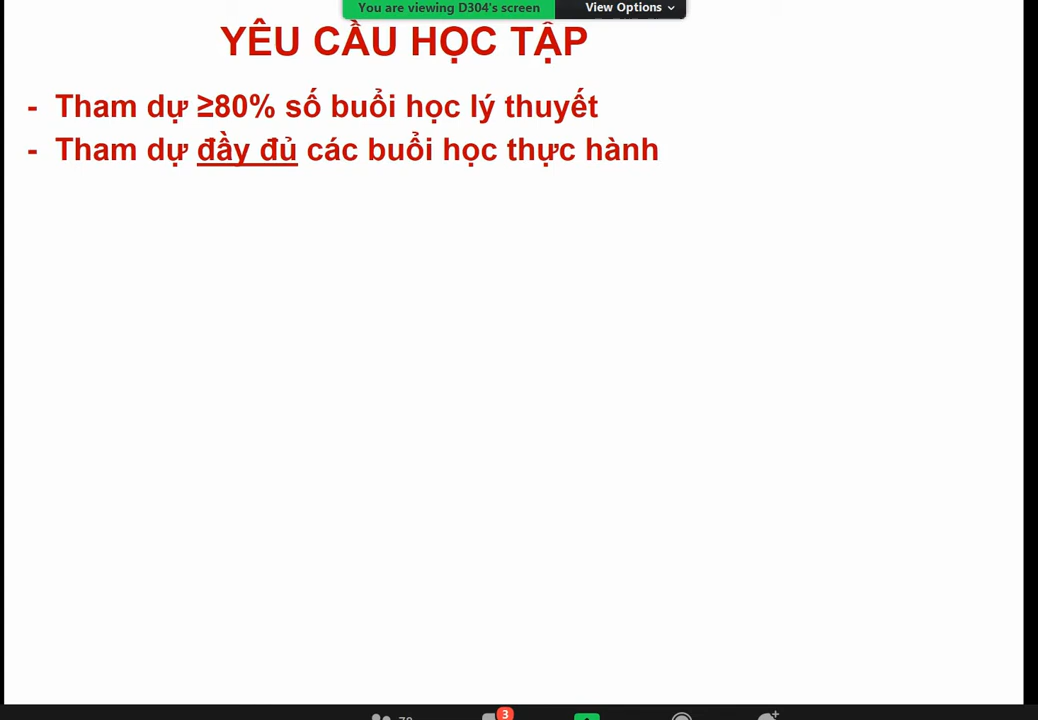 You are viewing D304's screen View Options
YÊU CẦU HỌC TẬP
- Tham dự ≥80% số buổi học lý thuyết
- Tham dự đầy đủ các buổi học thực hành
3